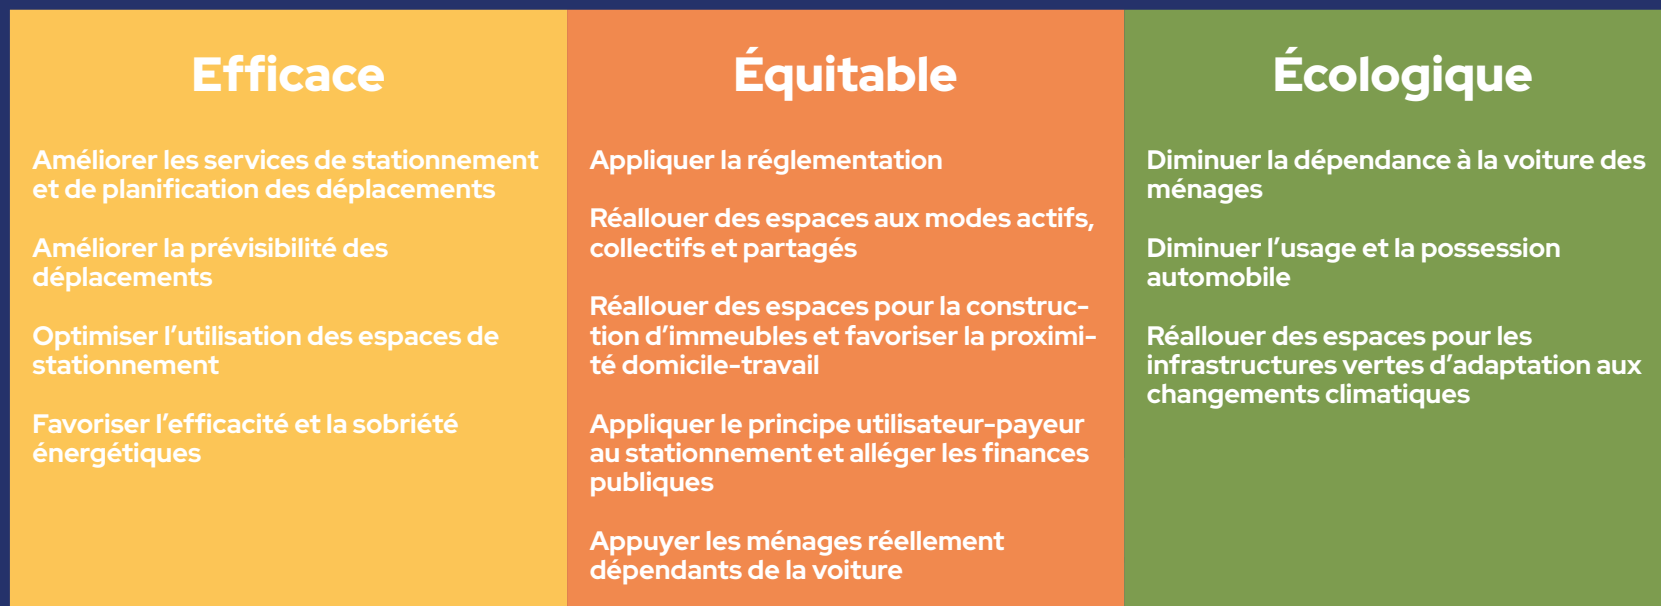 Efficace
Améliorer les services de stationnement
et de planification des déplacements
Améliorer la prévisibilité des
déplacements
Optimiser l’utilisation des espaces de
stationnement
Favoriser l’efficacité et la sobriété
énergétiques
Équitable
Appliquer la réglementation
Réallouer des espaces aux modes actifs,
collectifs et partagés
Réallouer des espaces pour la construc-
tion d’immeubles et favoriser la proximi-
té domicile-travail
Appliquer le principe utilisateur-payeur
au stationnement et alléger les finances
publiques
Appuyer les ménages réellement
dépendants de la voiture
Écologique
Diminuer la dépendance à la voiture des
ménages
Diminuer l’usage et la possession
automobile
Réallouer des espaces pour les
infrastructures vertes d’adaptation aux
changements climatiques